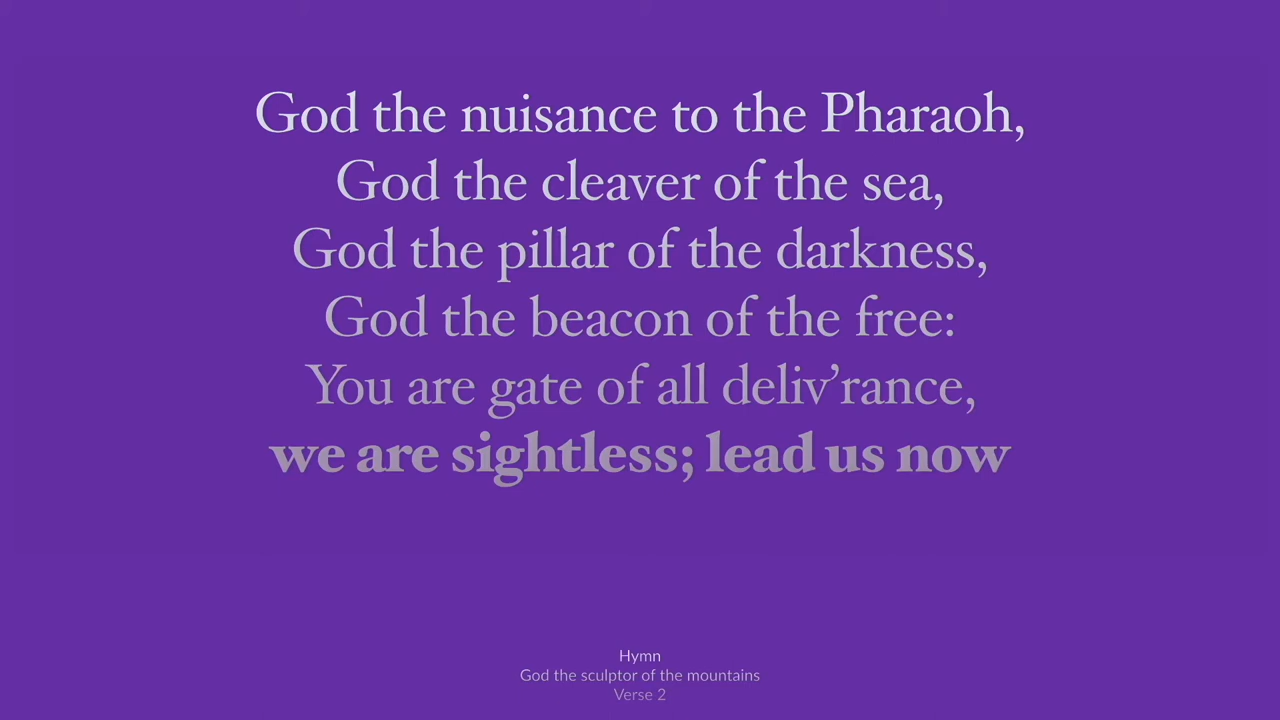 God the nuisance to the Pharaoh,
God the cleaver of the sea,
God the pillar of the darkness,
God the beacon of the free:
You are gate of all deliv’rance,
we are sightless; lead us now
Hymn
God the sculptor of the mountains
Verse 2